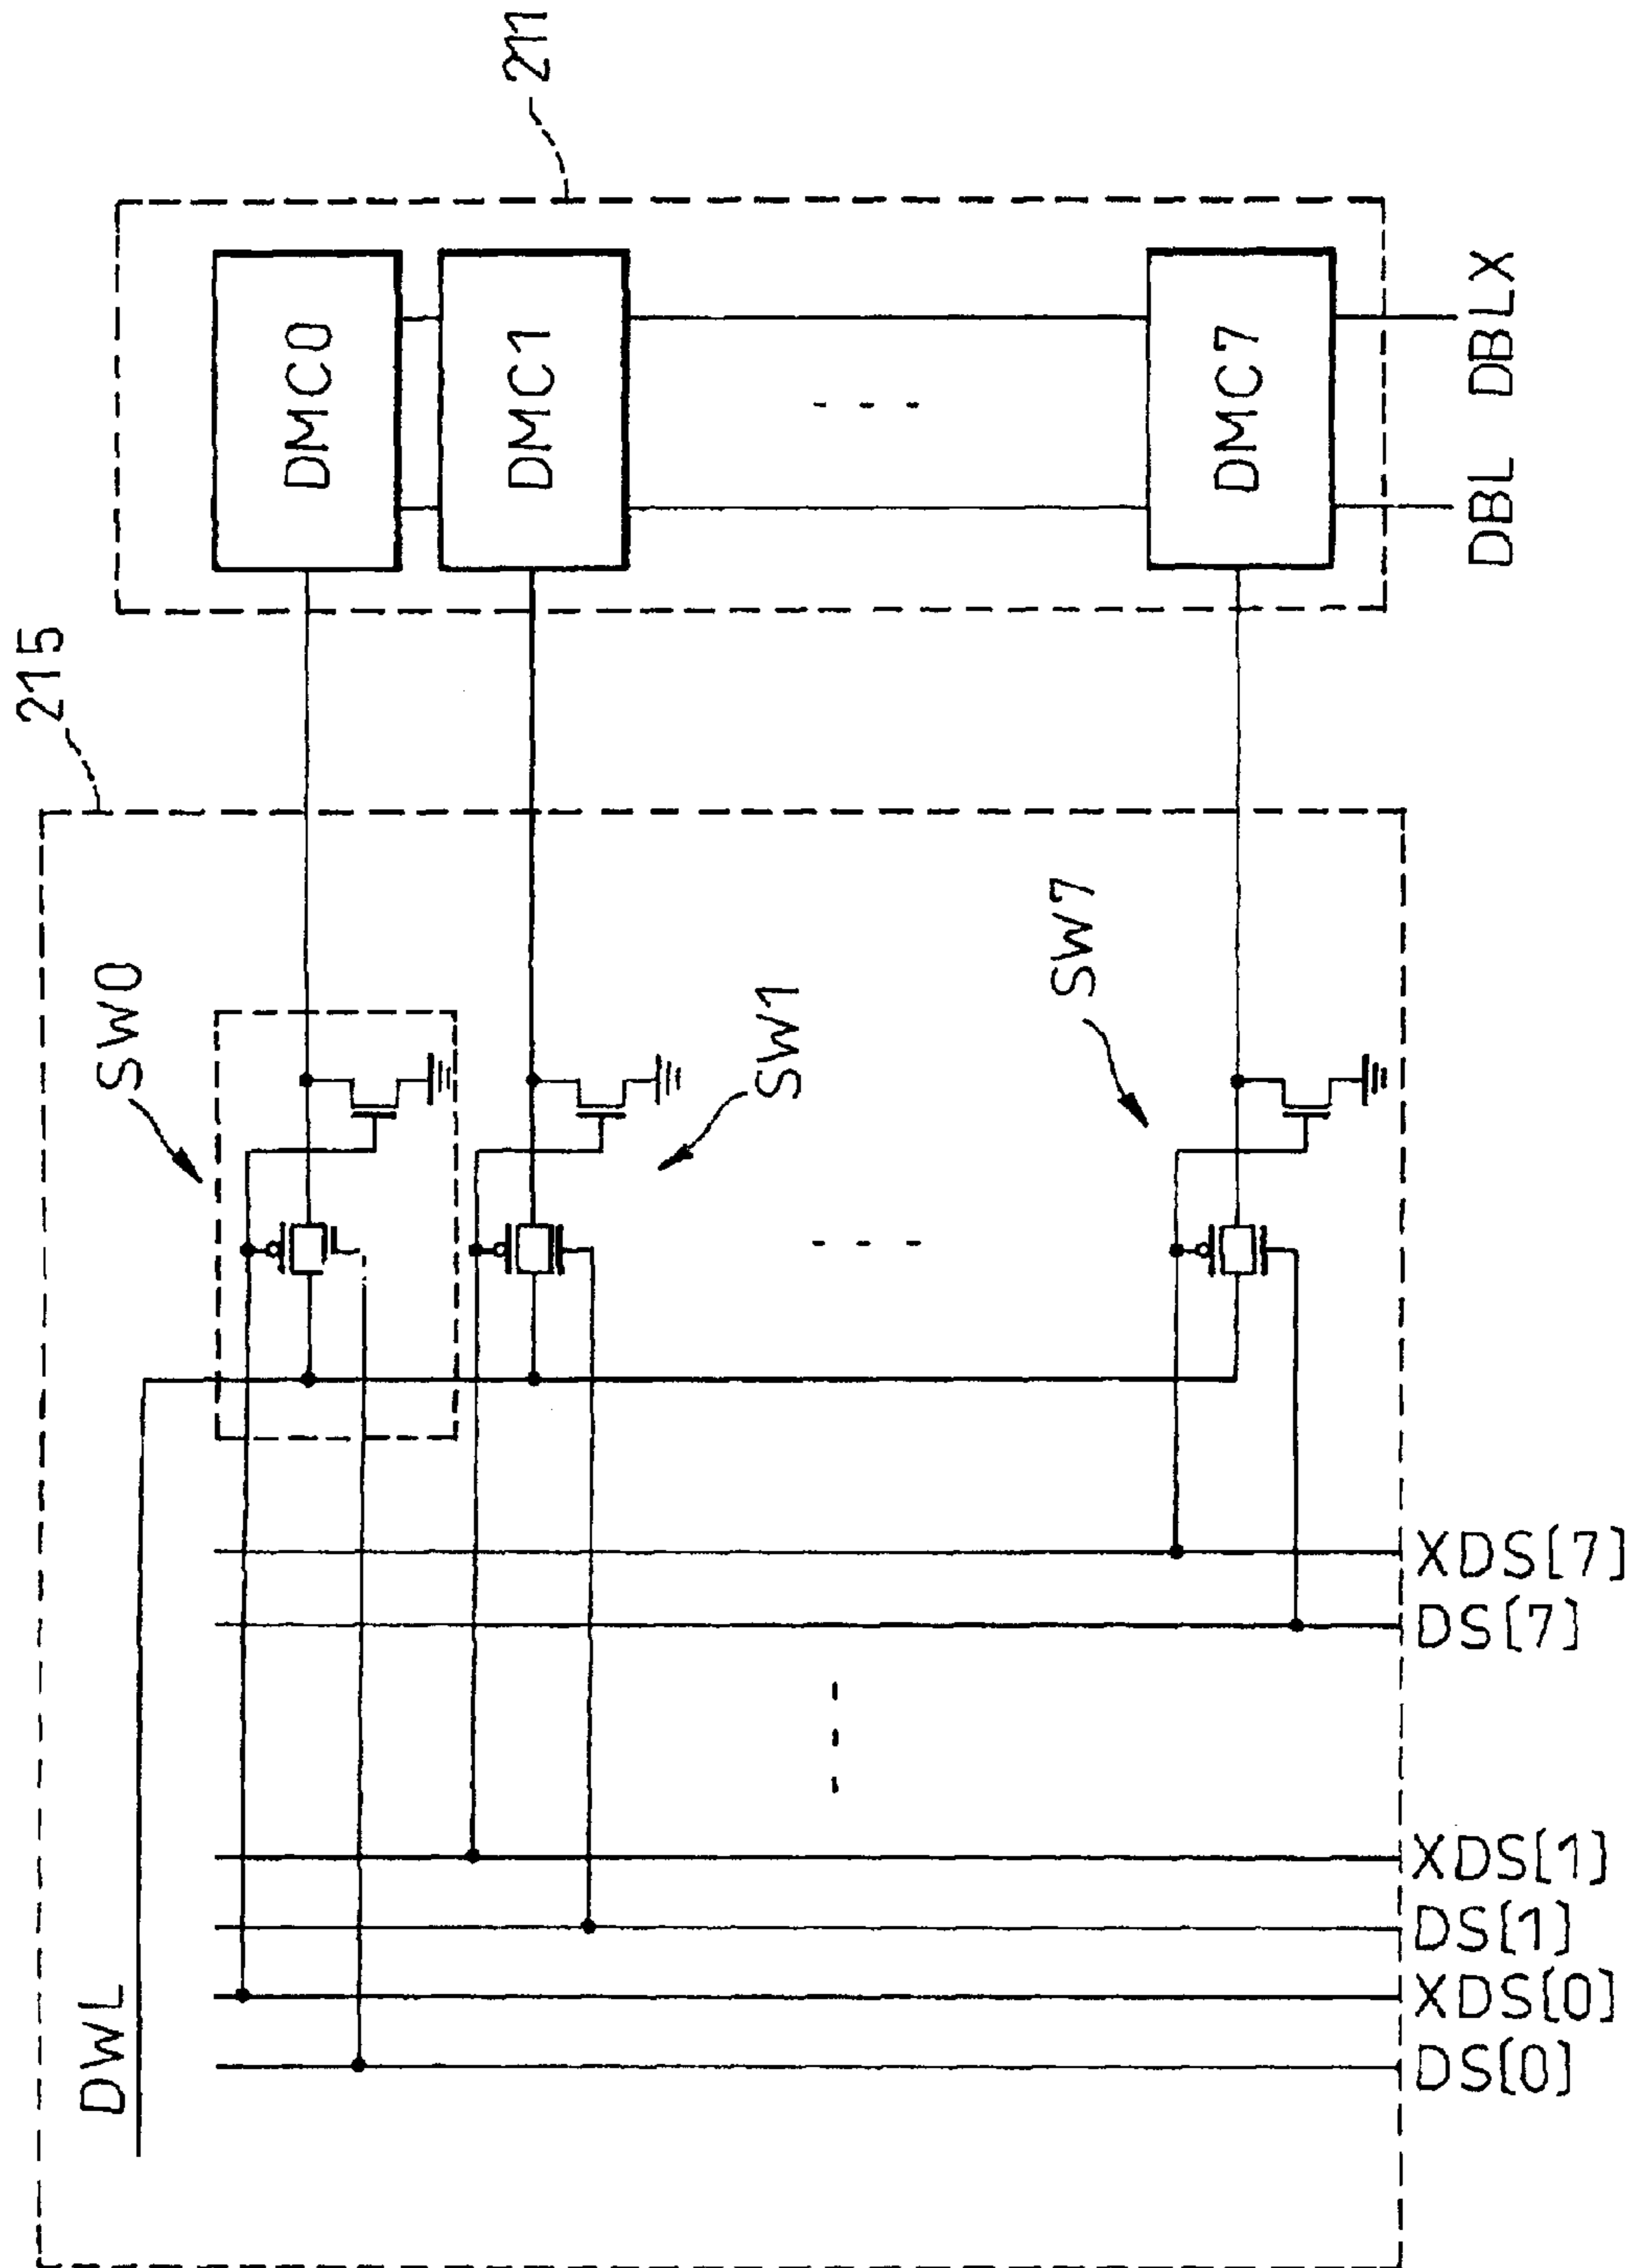 211
DMC0
DMC1
DMC7
DBL
DBLX
215
SW0
SW1
SW7
XDS[7]
DS[7]
XDS[1]
DS[1]
XDS[0]
DS[0]
DWL